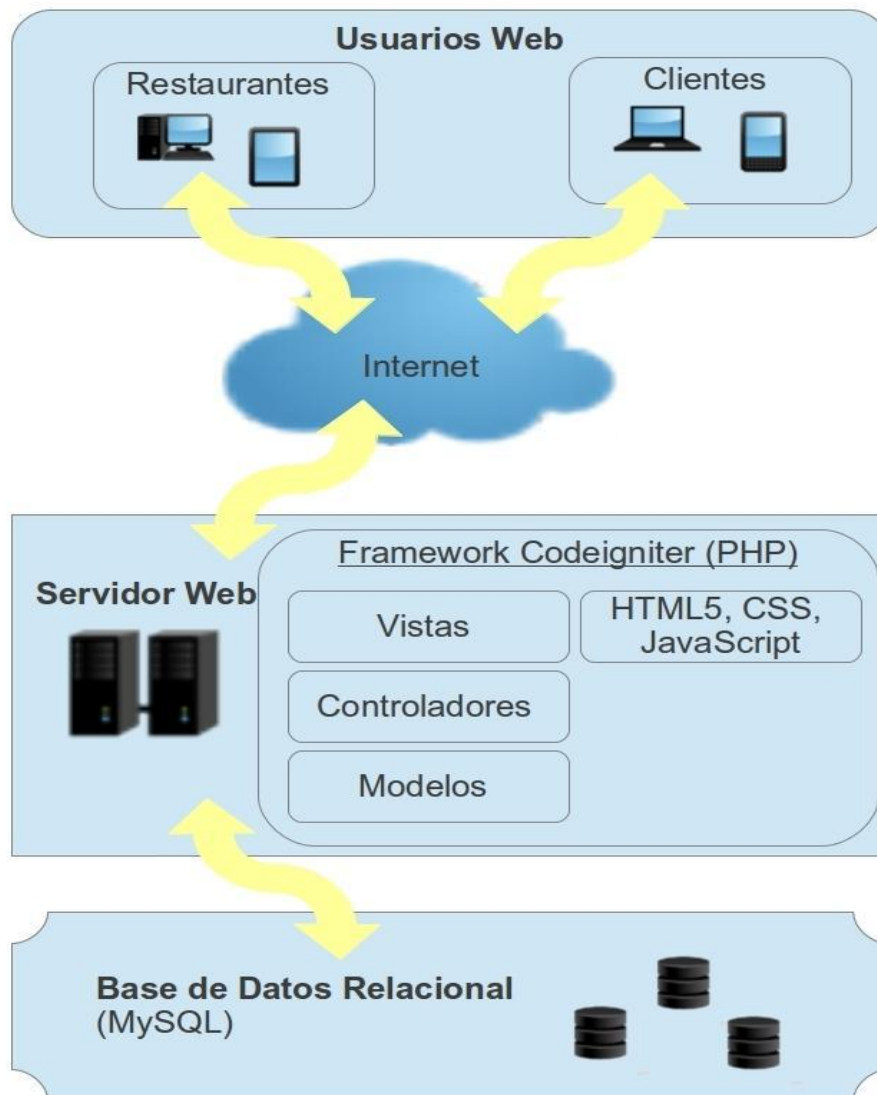 Usuarios Web
Restaurantes
Clientes
Internet
Servidor Web
Framework Codeigniter (PHP)
Vistas
HTML5, CSS,
JavaScript
Controladores
Modelos
Base de Datos Relacional
(MySQL)